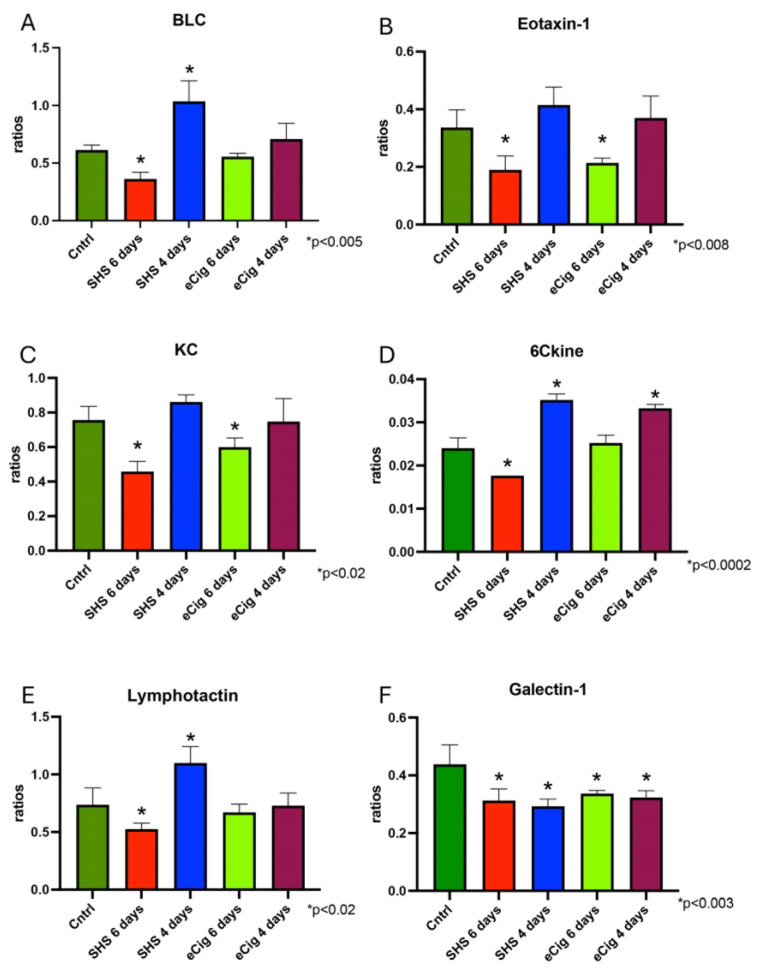 A
BLC
ratios
1.5
1.0
0.5
0.0
*
*
Cntrl
SHS 6 days
SHS 4 days
eCig 6 days
eCig 4 days
*p<0.005
B
Eotaxin-1
ratios
0.6
0.4
0.2
0.0
*
*
Cntrl
SHS 6 days
SHS 4 days
eCig 6 days
eCig 4 days
*p<0.008
C
KC
ratios
1.0
0.8
0.6
0.4
0.2
0.0
*
*
Cntrl
SHS 6 days
SHS 4 days
eCig 6 days
eCig 4 days
*p<0.02
D
6Ckine
ratios
0.04
0.03
0.02
0.01
0.00
*
*
*
Cntrl
SHS 6 days
SHS 4 days
eCig 6 days
eCig 4 days
*p<0.0002
E
Lymphotactin
ratios
1.5
1.0
0.5
0.0
*
*
Cntrl
SHS 6 days
SHS 4 days
eCig 6 days
eCig 4 days
*p<0.02
F
Galectin-1
ratios
0.6
0.4
0.2
0.0
*
*
*
*
Cntrl
SHS 6 days
SHS 4 days
eCig 6 days
eCig 4 days
*p<0.003